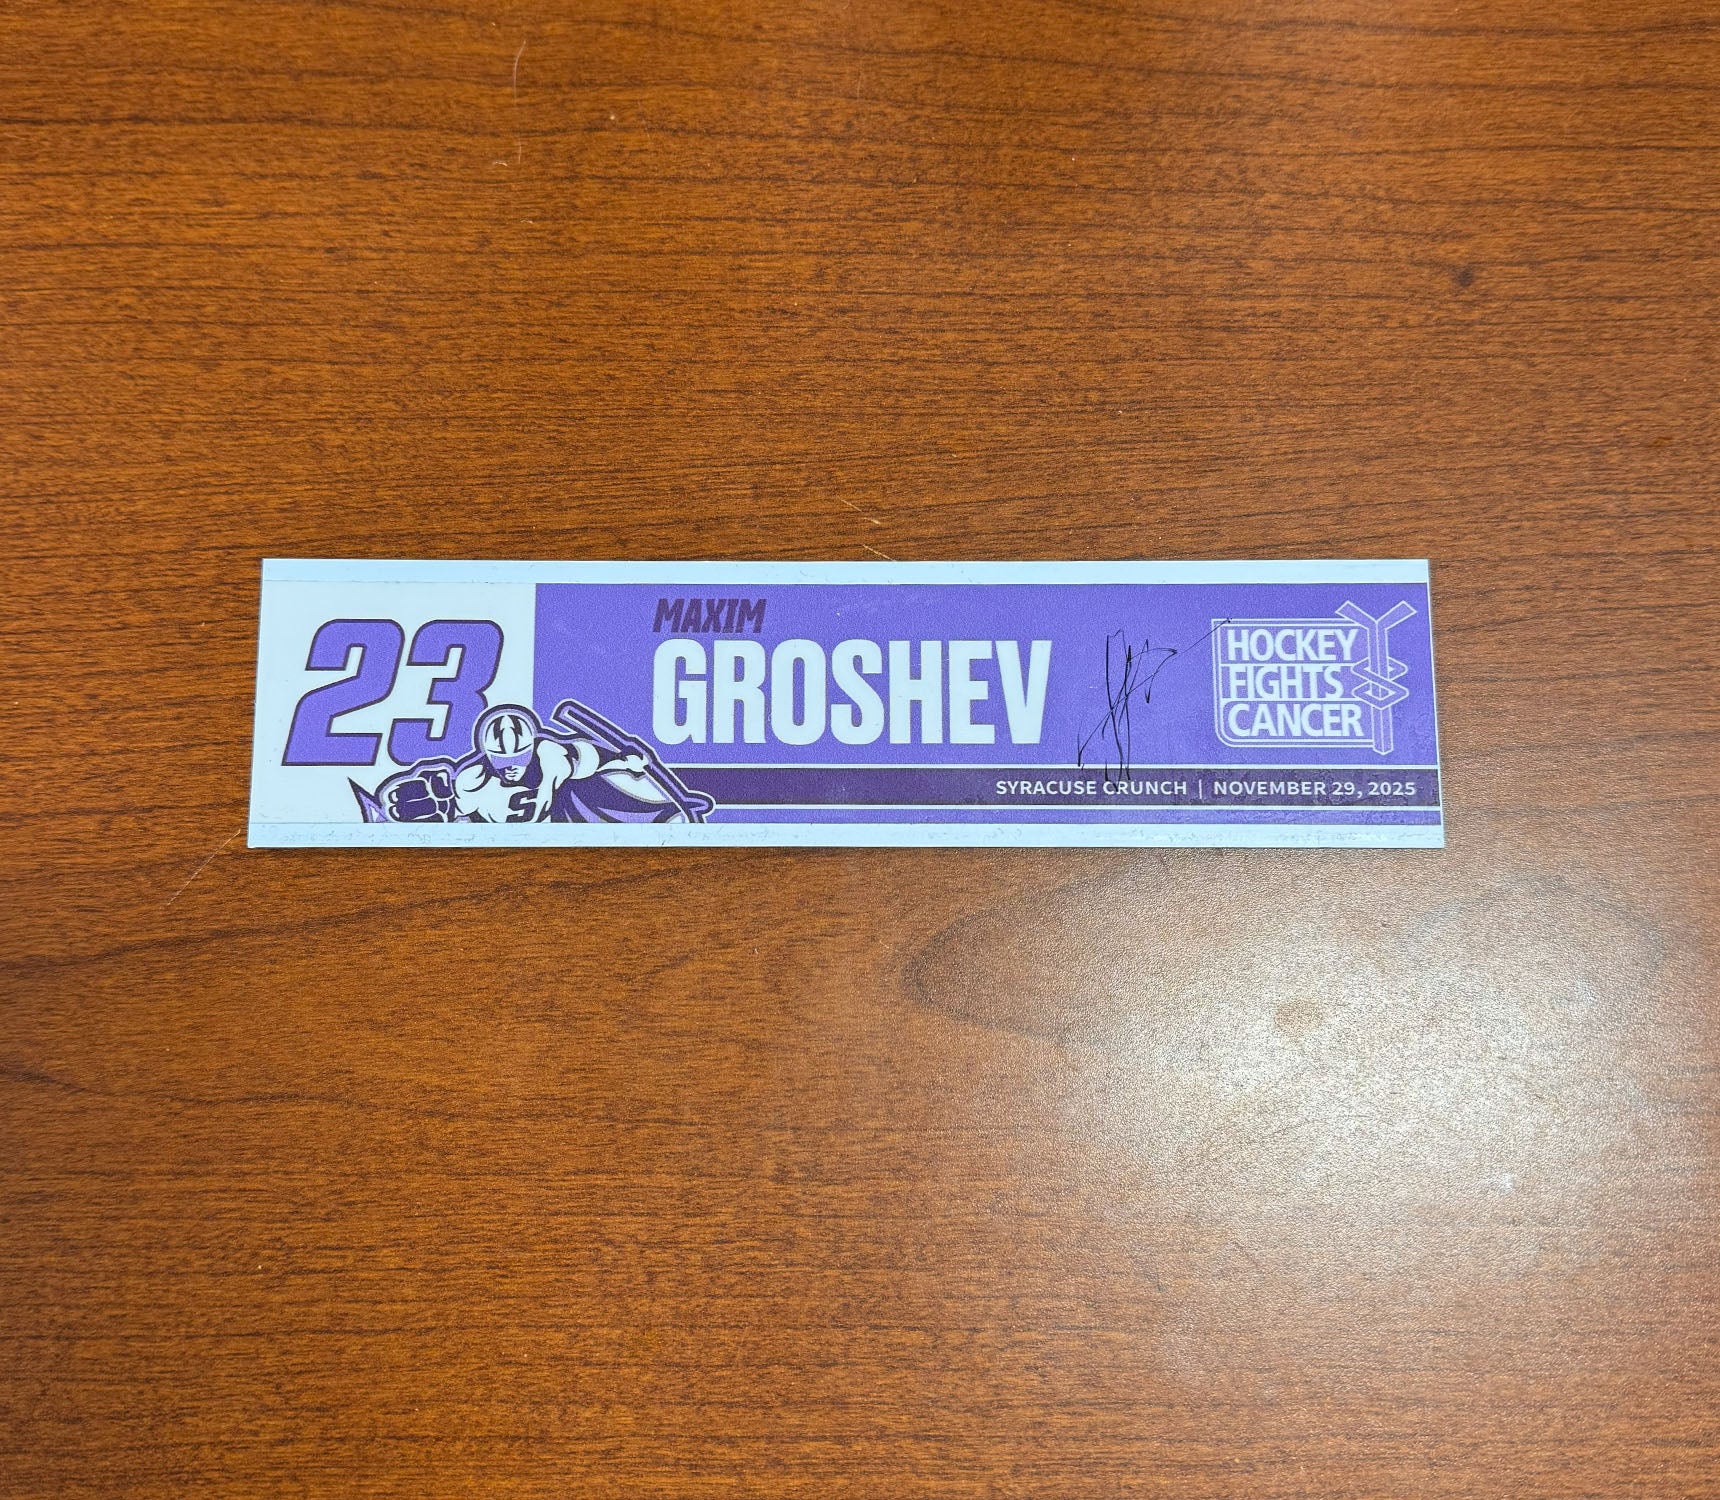 23
MAXIM
GROSHEV
HOCKEY
FIGHTS
CANCER
S
SYRACUSE CRUNCH | NOVEMBER 29, 2025